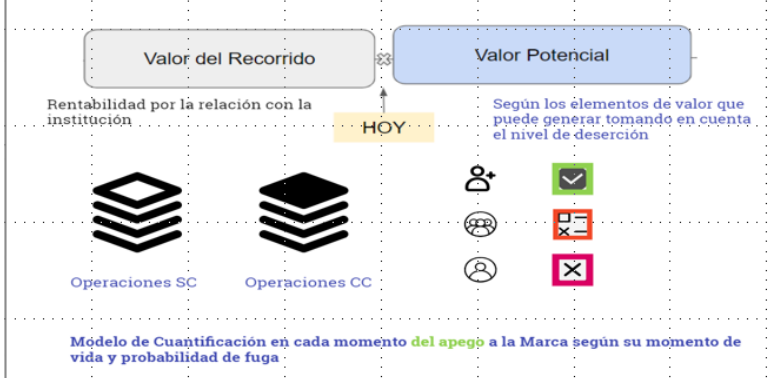 Valor del Recorrido
Valor Potencial
Rentabilidad por la relación con la
institución
HOY
Según los elementos de valor que
puede generar tomando en cuenta
el nivel de deserción
Operaciones SC
Operaciones CC
Modelo de Cuantificación en cada momento del apego a la Marca según su momento de
vida y probabilidad de fuga